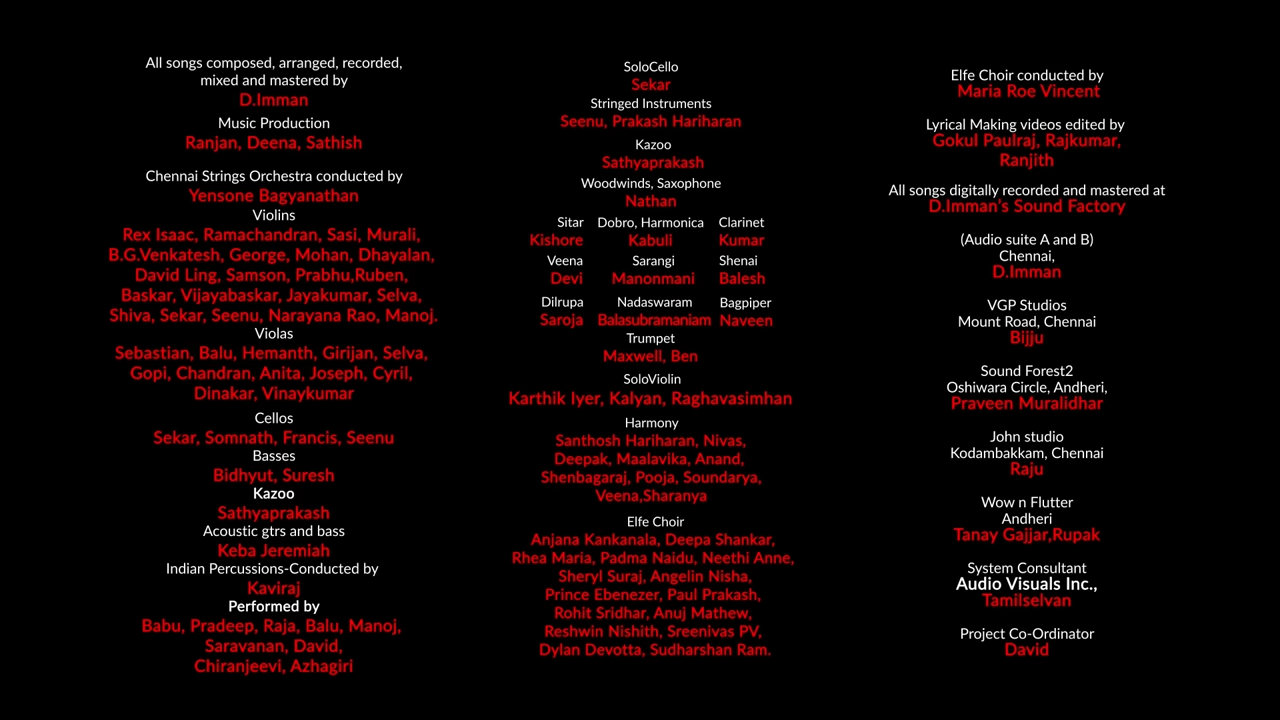 All songs composed, arranged, recorded,
mixed and mastered by
D.Imman
Music Production
Ranjan, Deena, Sathish
Chennai Strings Orchestra conducted by
Yensone Bagyanathan
Violins
Rex Isaac, Ramachandran, Sasi, Murali,
B.G.Venkatesh, George, Mohan, Dhayalan,
David Ling, Samson, Prabhu,Ruben,
Baskar, Vijayabaskar, Jayakumar, Selva,
Shiva, Sekar, Seenu, Narayana Rao, Manoj.
Violas
Sebastian, Balu, Hemanth, Girijan, Selva,
Gopi, Chandran, Anita, Joseph, Cyril,
Dinakar, Vinaykumar
Cellos
Sekar, Somnath, Francis, Seenu
Basses
Bidhyut, Suresh
Kazoo
Sathyaprakash
Acoustic gtrs and bass
Keba Jeremiah
Indian Percussions-Conducted by
Kaviraj
Performed by
Babu, Pradeep, Raja, Balu, Manoj,
Saravanan, David,
Chiranjeevi, Azhagiri
SoloCello
Sekar
Stringed Instruments
Seenu, Prakash Hariharan
Kazoo
Sathyaprakash
Woodwinds, Saxophone
Nathan
Sitar Dobro, Harmonica Clarinet
Kishore Kabuli Kumar
Veena Sarangi Shenai
Devi Manonmani Balesh
Dilrupa Nadaswaram Bagpiper
Saroja Balasubramaniam Naveen
Trumpet
Maxwell, Ben
SoloViolin
Karthik Iyer, Kalyan, Raghavasimhan
Harmony
Santhosh Hariharan, Nivas,
Deepak, Maalavika, Anand,
Shenbagaraj, Pooja, Soundarya,
Veena,Sharanya
Elfe Choir
Anjana Kankanala, Deepa Shankar,
Rhea Maria, Padma Naidu, Neethi Anne,
Sheryl Suraj, Angelin Nisha,
Prince Ebenezer, Paul Prakash,
Rohit Sridhar, Anuj Mathew,
Reshwin Nishith, Sreenivas PV,
Dylan Devotta, Sudharshan Ram.
Elfe Choir conducted by
Maria Roe Vincent
Lyrical Making videos edited by
Gokul Paulraj, Rajkumar,
Ranjith
All songs digitally recorded and mastered at
D.Imman's Sound Factory
(Audio suite A and B)
Chennai,
D.Imman
VGP Studios
Mount Road, Chennai
Bijju
Sound Forest2
Oshiwara Circle, Andheri,
Praveen Muralidhar
John studio
Kodambakkam, Chennai
Raju
Wow n Flutter
Andheri
Tanay Gajjar,Rupak
System Consultant
Audio Visuals Inc.,
Tamilselvan
Project Co-Ordinator
David